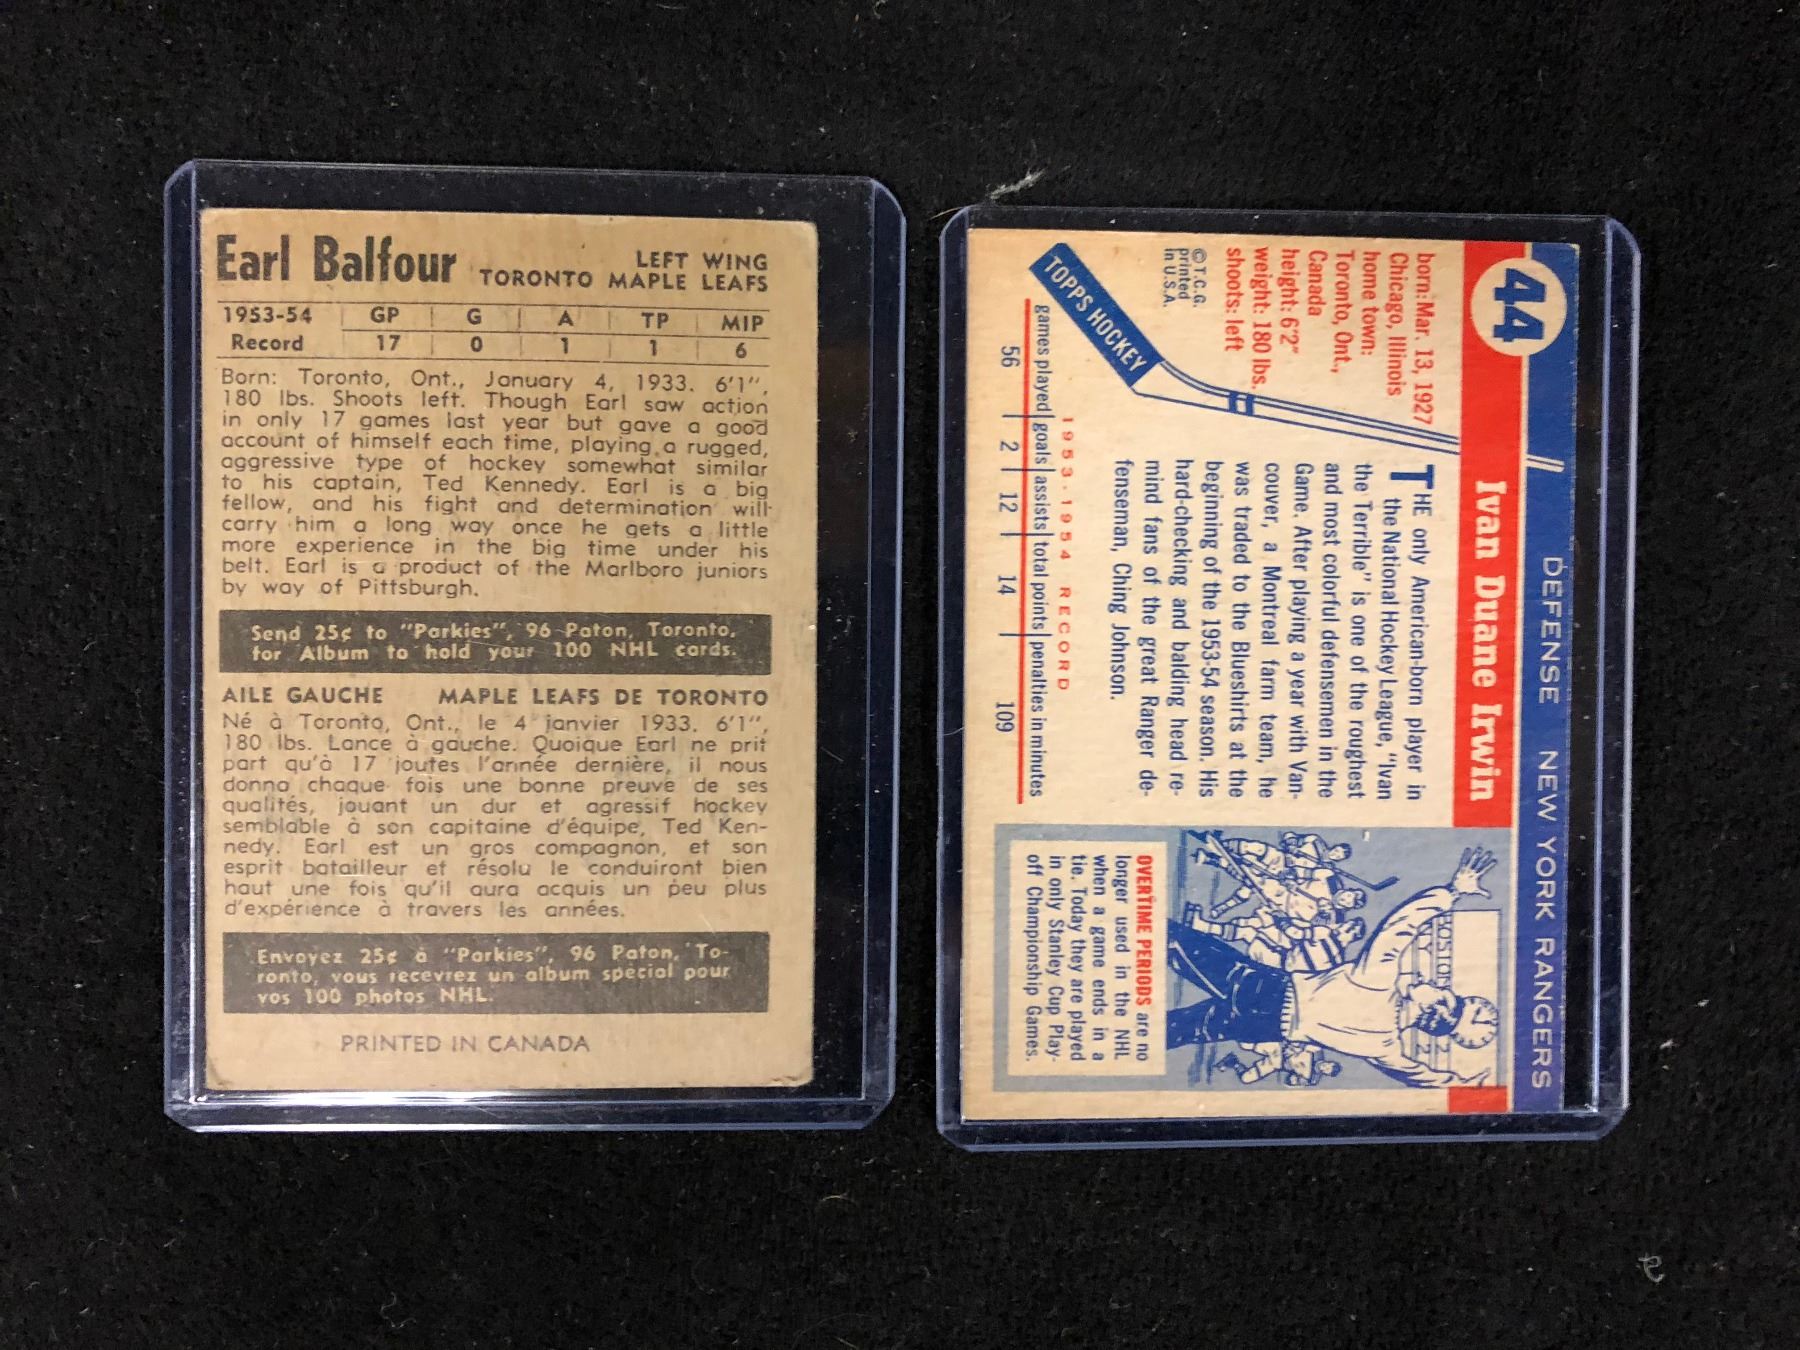 Earl Balfour
LEFT WING
TORONTO MAPLE LEAFS
1953-54 GP G A TP MIP
Record 17 0 1 1 6
Born: Toronto, Ont., January 4, 1933. 6'1",
180 lbs. Shoots left. Though Earl saw action
in only 17 games last year but gave a good
account of himself each time, playing a rugged,
aggressive type of hockey somewhat similar
to his captain, Ted Kennedy. Earl is a big
fellow, and his fight and determination will
carry him a long way once he gets a little
more experience in the big time under his
belt. Earl is a product of the Marlboro juniors
by way of Pittsburgh.
Send 25¢ to "Parkies", 96 Paton, Toronto,
for Album to hold your 100 NHL cards.
AILE GAUCHE MAPLE LEAFS DE TORONTO
Né à Toronto, Ont., le 4 janvier 1933. 6'1",
180 lbs. Lance à gauche. Quoique Earl ne prit
part qu'à 17 joutes l'année dernière, il nous
donna chaque fois une bonne preuve de ses
qualités, jouant un dur et agressif hockey
semblable à son capitaine d'équipe, Ted Ken-
nedy. Earl est un gros compagnon, et son
esprit batailleur et résolu le conduiront bien
haut une fois qu'il aura acquis un peu plus
d'expérience à travers les années.
Envoyez 25¢ à "Parkies", 96 Paton, To-
ronto, vous recevrez un album spécial pour
vos 100 photos NHL.
PRINTED IN CANADA
44
DEFENSE NEW YORK RANGERS
Ivan Duane Irwin
born: Mar. 13, 1927
Chicago, Illinois
home town:
Toronto, Ont.,
Canada
height: 6'2"
weight: 180 lbs.
shoots: left
© T.C.G.
printed
in U.S.A.
TOPPS HOCKEY
THE only American-born player in
the National Hockey League, "Ivan
the Terrible" is one of the roughest
and most colorful defensemen in the
Game. After playing a year with Van-
couver, a Montreal farm team, he
was traded to the Blueshirts at the
beginning of the 1953-54 season. His
hard-checking and balding head re-
mind fans of the great Ranger de-
fenseman, Ching Johnson.
1953-1954 RECORD
games played goals assists total points penalties in minutes
56 2 12 14 109
BOSTON 2
N.Y. 2
OVERTIME PERIODS are no
longer used in the NHL
when a game ends in a
tie. Today they are played
in only Stanley Cup Play-
off Championship Games.